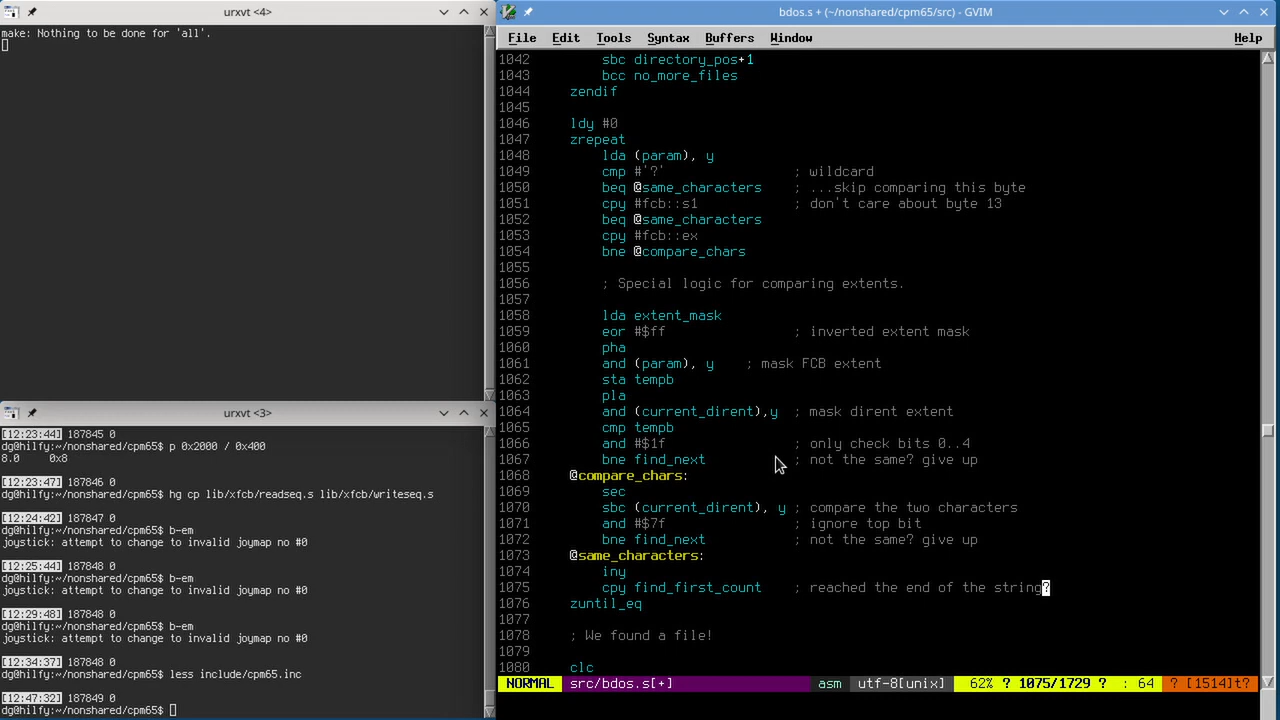 urxvt <4>
make: Nothing to be done for 'all'.
urxvt <3>
[12:23:44] 187845 0
dg@hilfy:~/nonshared/cpm65$ p 0x2000 / 0x400
8.0     0x8
[12:23:47] 187846 0
dg@hilfy:~/nonshared/cpm65$ hg cp lib/xfcb/readseq.s lib/xfcb/writeseq.s
[12:24:42] 187847 0
dg@hilfy:~/nonshared/cpm65$ b-em
joystick: attempt to change to invalid joymap no #0
[12:25:44] 187848 0
dg@hilfy:~/nonshared/cpm65$ b-em
joystick: attempt to change to invalid joymap no #0
[12:29:48] 187848 0
dg@hilfy:~/nonshared/cpm65$ b-em
joystick: attempt to change to invalid joymap no #0
[12:34:37] 187848 0
dg@hilfy:~/nonshared/cpm65$ less include/cpm65.inc
[12:47:32] 187849 0
dg@hilfy:~/nonshared/cpm65$
bdos.s + (~/nonshared/cpm65/src) - GVIM
File Edit Tools Syntax Buffers Window Help
1042         sbc directory_pos+1
1043         bcc no_more_files
1044     zendif
1045
1046     ldy #0
1047     zrepeat
1048         lda (param), y
1049         cmp #'?'                ; wildcard
1050         beq @same_characters    ; ...skip comparing this byte
1051         cpy #fcb::s1            ; don't care about byte 13
1052         beq @same_characters
1053         cpy #fcb::ex
1054         bne @compare_chars
1055
1056         ; Special logic for comparing extents.
1057
1058         lda extent_mask
1059         eor #$ff                ; inverted extent mask
1060         pha
1061         and (param), y    ; mask FCB extent
1062         sta tempb
1063         pla
1064         and (current_dirent),y  ; mask dirent extent
1065         cmp tempb
1066         and #$1f                ; only check bits 0..4
1067         bne find_next           ; not the same? give up
1068     @compare_chars:
1069         sec
1070         sbc (current_dirent), y ; compare the two characters
1071         and #$7f                ; ignore top bit
1072         bne find_next           ; not the same? give up
1073     @same_characters:
1074         iny
1075         cpy find_first_count    ; reached the end of the string?
1076     zuntil_eq
1077
1078     ; We found a file!
1079
1080     clc
NORMAL src/bdos.s[+] asm utf-8[unix] 62% ? 1075/1729 ? : 64 ? [1514]t?